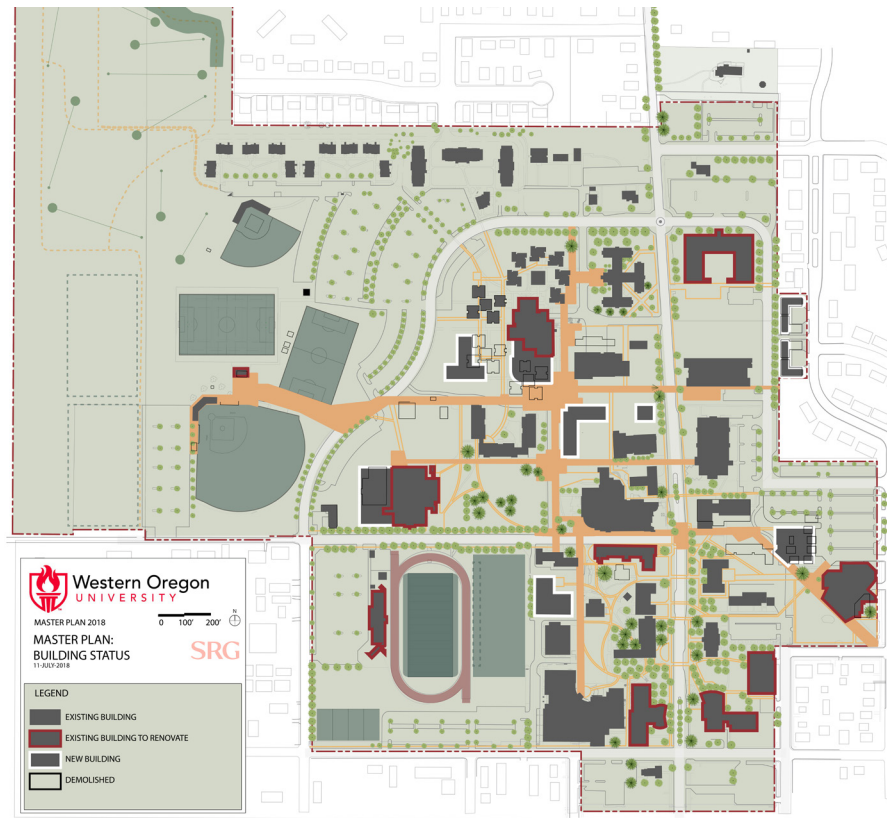 Western Oregon
UNIVERSITY
MASTER PLAN 2018
0 100' 200'
N
MASTER PLAN:
BUILDING STATUS
11-JULY-2018
SRG
LEGEND
EXISTING BUILDING
EXISTING BUILDING TO RENOVATE
NEW BUILDING
DEMOLISHED